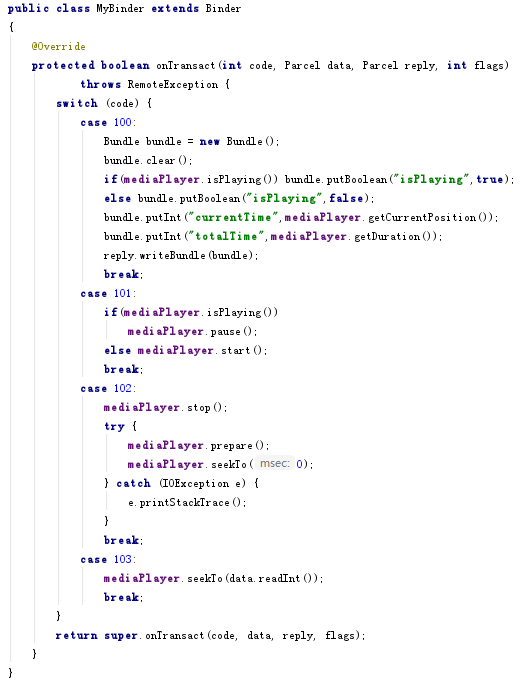 public class MyBinder extends Binder
{
    @Override
    protected boolean onTransact(int code, Parcel data, Parcel reply, int flags)
            throws RemoteException {
        switch (code) {
            case 100:
                Bundle bundle = new Bundle();
                bundle.clear();
                if(mediaPlayer.isPlaying()) bundle.putBoolean("isPlaying",true);
                else bundle.putBoolean("isPlaying",false);
                bundle.putInt("currentTime",mediaPlayer.getCurrentPosition());
                bundle.putInt("totalTime",mediaPlayer.getDuration());
                reply.writeBundle(bundle);
                break;
            case 101:
                if(mediaPlayer.isPlaying())
                    mediaPlayer.pause();
                else mediaPlayer.start();
                break;
            case 102:
                mediaPlayer.stop();
                try {
                    mediaPlayer.prepare();
                    mediaPlayer.seekTo( msec: 0);
                } catch (IOException e) {
                    e.printStackTrace();
                }
                break;
            case 103:
                mediaPlayer.seekTo(data.readInt());
                break;
        }
        return super.onTransact(code, data, reply, flags);
    }
}